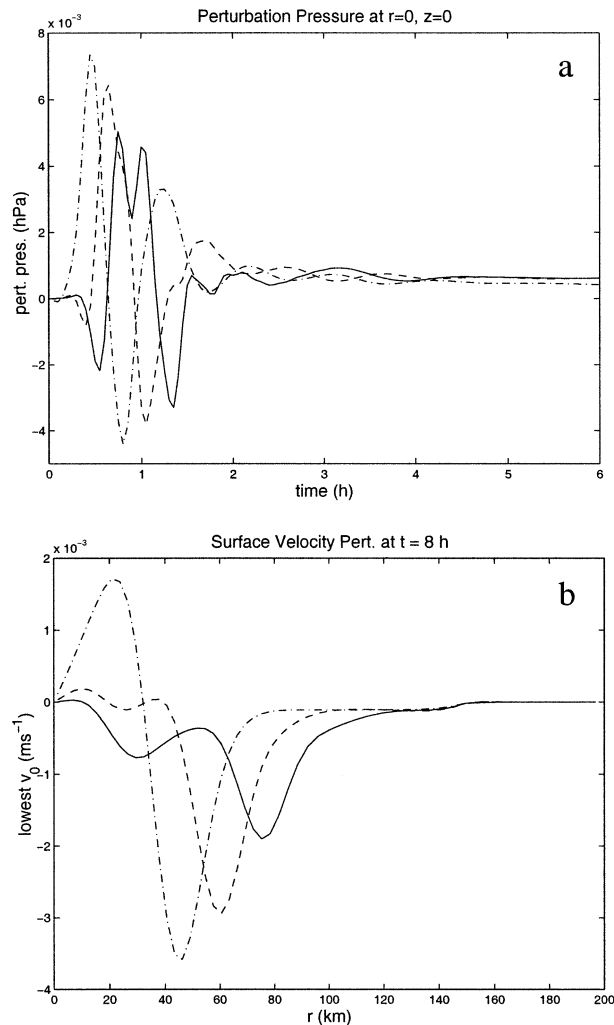 Perturbation Pressure at r=0, z=0
x 10⁻³
8
6
4
2
0
−2
−4
pert. pres. (hPa)
a
0 1 2 3 4 5 6
time (h)
Surface Velocity Pert. at t = 8 h
x 10⁻³
2
1
0
−1
−2
−3
−4
lowest v₀ (ms⁻¹)
b
0 20 40 60 80 100 120 140 160 180 200
r (km)